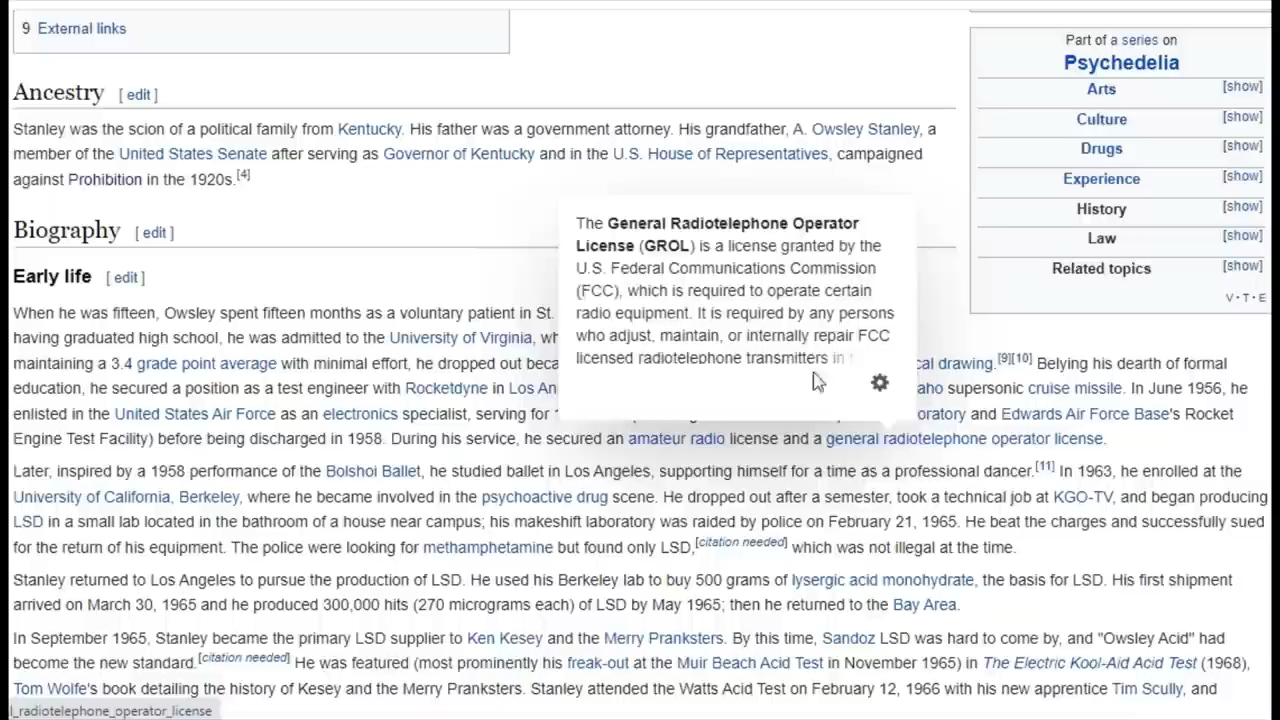 9 External links
Ancestry [ edit ]
Stanley was the scion of a political family from Kentucky. His father was a government attorney. His grandfather, A. Owsley Stanley, a
member of the United States Senate after serving as Governor of Kentucky and in the U.S. House of Representatives, campaigned
against Prohibition in the 1920s.[4]
Biography [ edit ]
Early life [ edit ]
When he was fifteen, Owsley spent fifteen months as a voluntary patient in St.
having graduated high school, he was admitted to the University of Virginia, wh
maintaining a 3.4 grade point average with minimal effort, he dropped out beca cal drawing.[9][10] Belying his dearth of formal
education, he secured a position as a test engineer with Rocketdyne in Los An aho supersonic cruise missile. In June 1956, he
enlisted in the United States Air Force as an electronics specialist, serving for oratory and Edwards Air Force Base's Rocket
Engine Test Facility) before being discharged in 1958. During his service, he secured an amateur radio license and a general radiotelephone operator license.
Later, inspired by a 1958 performance of the Bolshoi Ballet, he studied ballet in Los Angeles, supporting himself for a time as a professional dancer.[11] In 1963, he enrolled at the
University of California, Berkeley, where he became involved in the psychoactive drug scene. He dropped out after a semester, took a technical job at KGO-TV, and began producing
LSD in a small lab located in the bathroom of a house near campus; his makeshift laboratory was raided by police on February 21, 1965. He beat the charges and successfully sued
for the return of his equipment. The police were looking for methamphetamine but found only LSD,[citation needed] which was not illegal at the time.
Stanley returned to Los Angeles to pursue the production of LSD. He used his Berkeley lab to buy 500 grams of lysergic acid monohydrate, the basis for LSD. His first shipment
arrived on March 30, 1965 and he produced 300,000 hits (270 micrograms each) of LSD by May 1965; then he returned to the Bay Area.
In September 1965, Stanley became the primary LSD supplier to Ken Kesey and the Merry Pranksters. By this time, Sandoz LSD was hard to come by, and "Owsley Acid" had
become the new standard.[citation needed] He was featured (most prominently his freak-out at the Muir Beach Acid Test in November 1965) in The Electric Kool-Aid Acid Test (1968),
Tom Wolfe's book detailing the history of Kesey and the Merry Pranksters. Stanley attended the Watts Acid Test on February 12, 1966 with his new apprentice Tim Scully, and
l_radiotelephone_operator_license
The General Radiotelephone Operator
License (GROL) is a license granted by the
U.S. Federal Communications Commission
(FCC), which is required to operate certain
radio equipment. It is required by any persons
who adjust, maintain, or internally repair FCC
licensed radiotelephone transmitters in
Part of a series on
Psychedelia
Arts [show]
Culture [show]
Drugs [show]
Experience [show]
History [show]
Law [show]
Related topics [show]
V · T · E